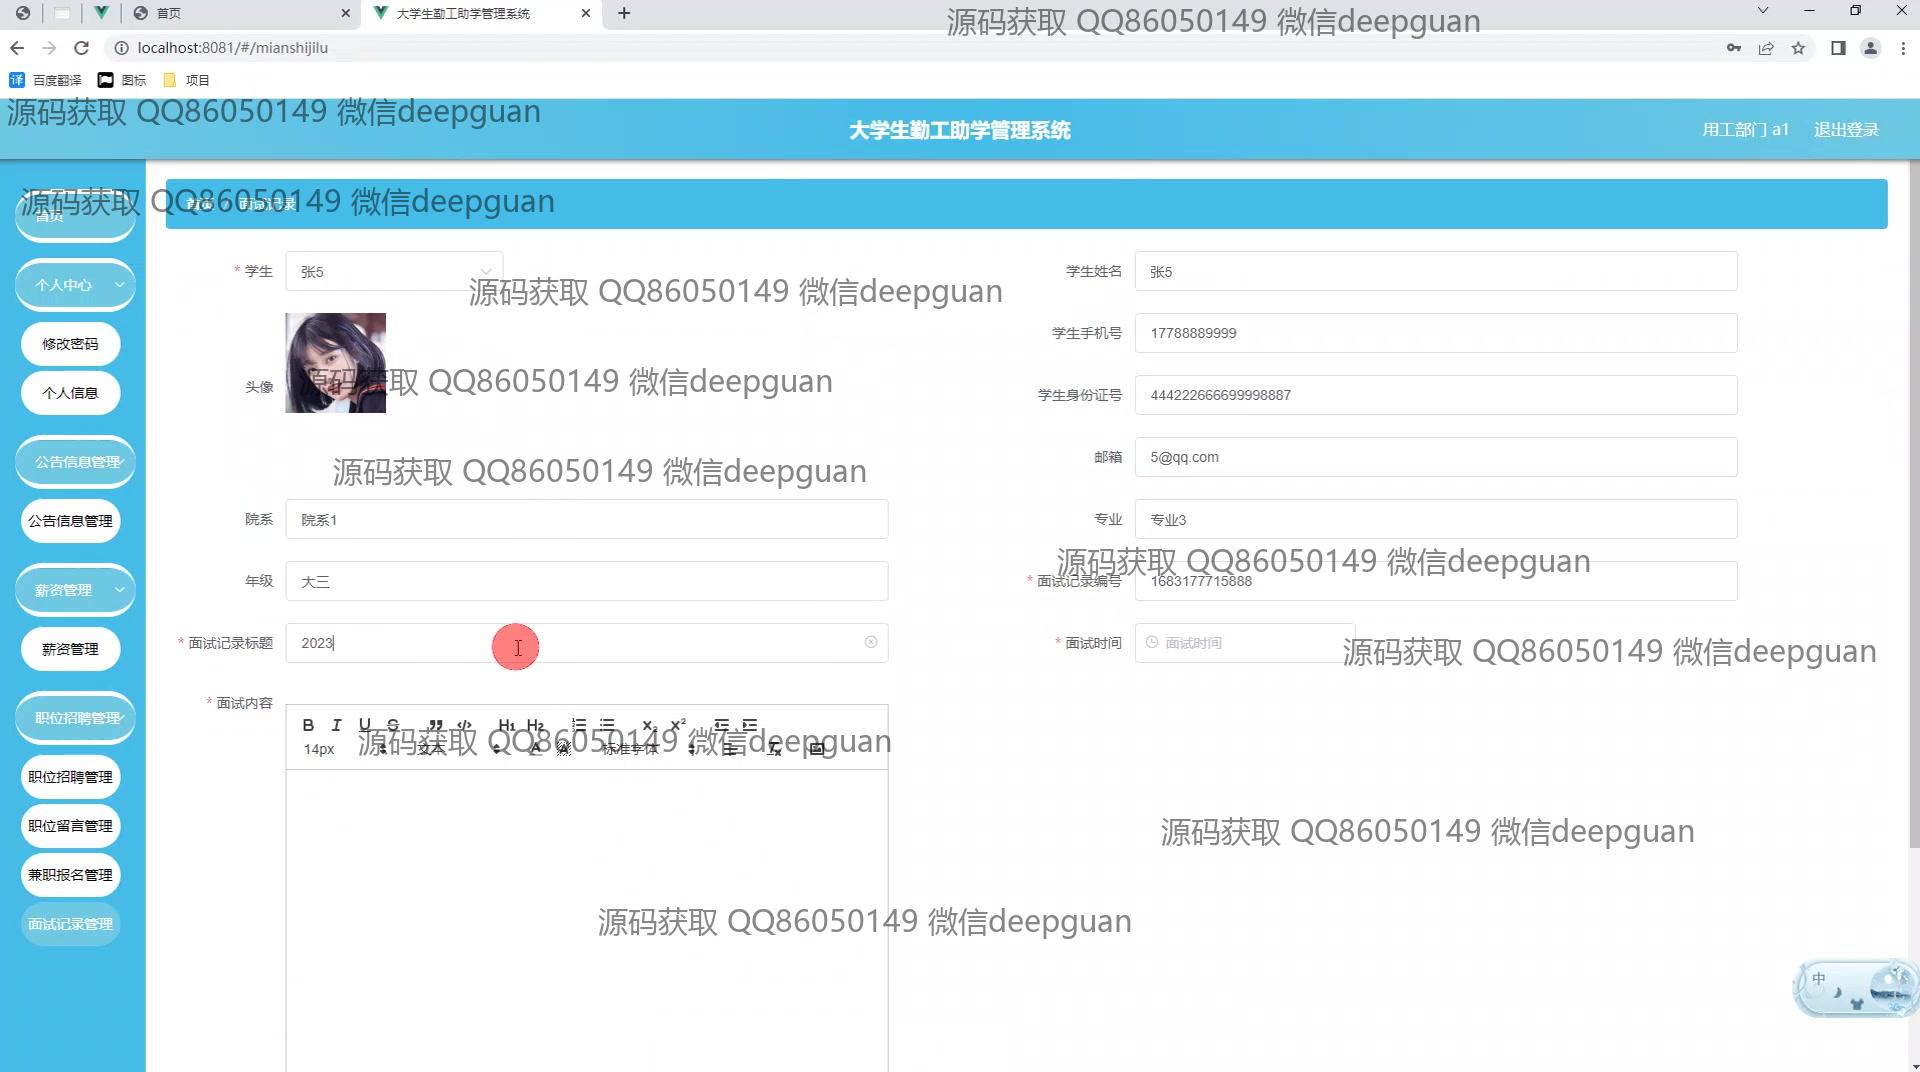 首页
大学生勤工助学管理系统
源码获取 QQ86050149 微信deepguan
localhost:8081/#/mianshijilu
译 百度翻译 图标 项目
源码获取 QQ86050149 微信deepguan
大学生勤工助学管理系统
用工部门 a1 退出登录
源码获取 QQ86050149 微信deepguan
首页 面试记录
首页
个人中心
修改密码
个人信息
公告信息管理
公告信息管理
薪资管理
薪资管理
职位招聘管理
职位招聘管理
职位留言管理
兼职报名管理
面试记录管理
* 学生 张5
学生姓名 张5
源码获取 QQ86050149 微信deepguan
学生手机号 17788889999
头像
源码获取 QQ86050149 微信deepguan
学生身份证号 444222666699998887
邮箱 5@qq.com
源码获取 QQ86050149 微信deepguan
院系 院系1
专业 专业3
源码获取 QQ86050149 微信deepguan
年级 大三
* 面试记录编号 1683177715888
* 面试记录标题 2023
* 面试时间 面试时间
源码获取 QQ86050149 微信deepguan
* 面试内容
B I U S H1 H2 X2 X2
14px 文本 标准字体
源码获取 QQ86050149 微信deepguan
源码获取 QQ86050149 微信deepguan
源码获取 QQ86050149 微信deepguan
中